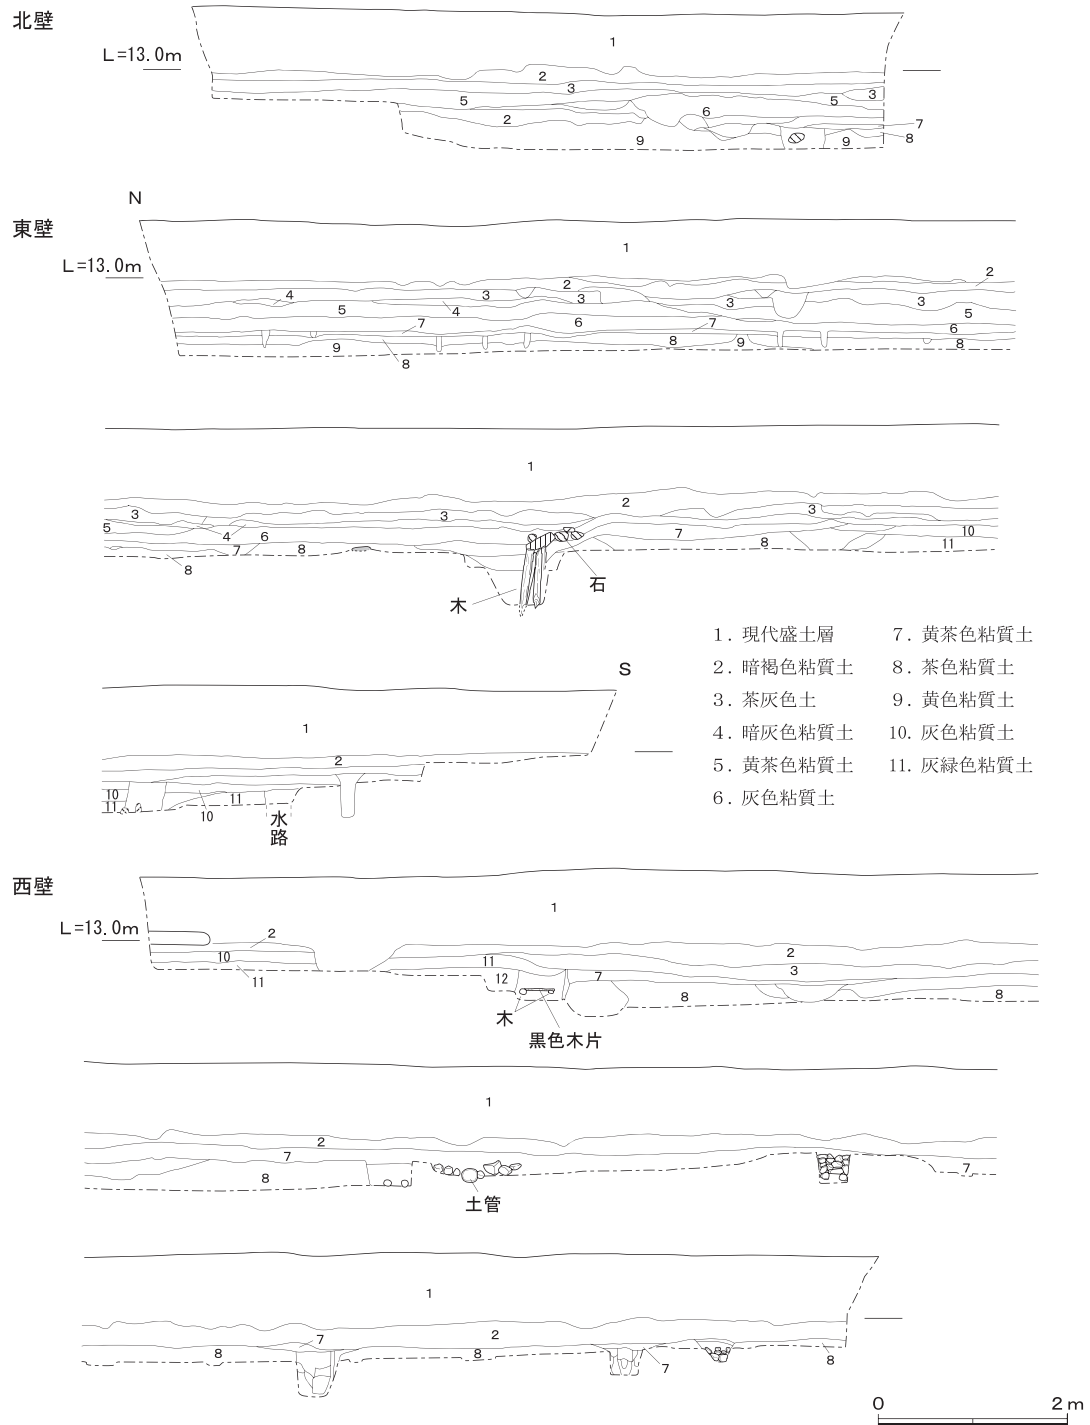 北壁
L=13.0m
1
2
3
5
3
5
2
6
7
9
9
8
N
東壁
L=13.0m
1
2
2
4
3
3
3
3
5
4
5
7
6
7
6
9
8
9
8
8
1
2
3
3
3
5
4
6
7
10
7
8
8
11
8
木
石
S
1
2
10
11
10
11
水路
1. 現代盛土層
2. 暗褐色粘質土
3. 茶灰色土
4. 暗灰色粘質土
5. 黄茶色粘質土
6. 灰色粘質土
7. 黄茶色粘質土
8. 茶色粘質土
9. 黄色粘質土
10. 灰色粘質土
11. 灰緑色粘質土
西壁
L=13.0m
1
2
2
10
11
3
11
12
7
8
8
木
黒色木片
1
2
7
8
7
土管
1
2
7
8
8
7
8
0 2m